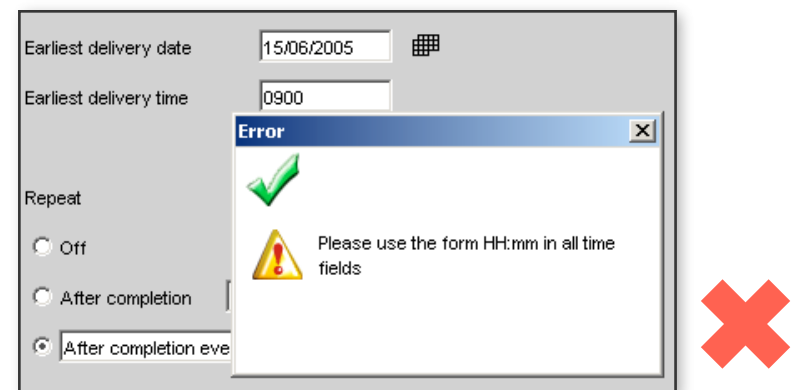 Earliest delivery date 15/06/2005
Earliest delivery time 0900
Error
Please use the form HH:mm in all time
fields
Repeat
Off
After completion
After completion eve